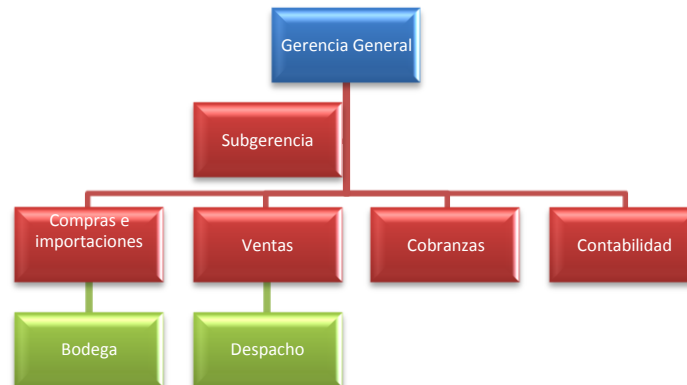 Gerencia General
Subgerencia
Compras e
importaciones
Ventas
Cobranzas
Contabilidad
Bodega
Despacho